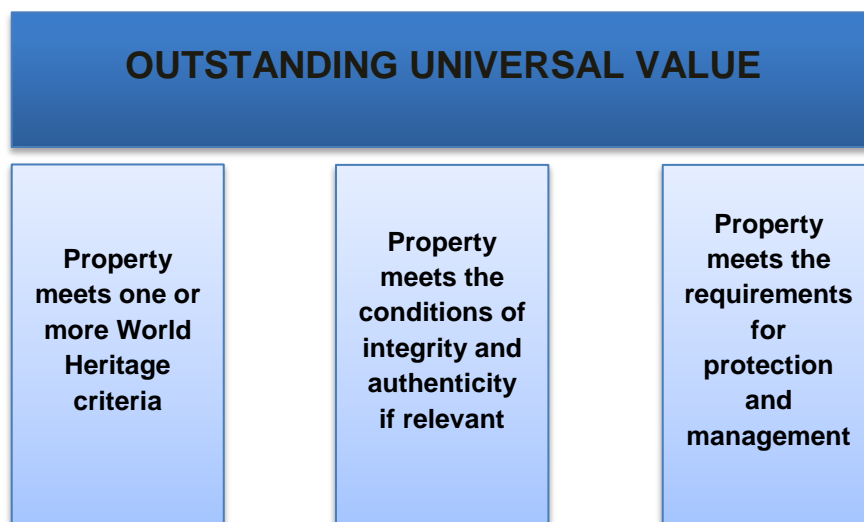 OUTSTANDING UNIVERSAL VALUE
Property
meets one or
more World
Heritage
criteria
Property
meets the
conditions of
integrity and
authenticity
if relevant
Property
meets the
requirements
for
protection
and
management